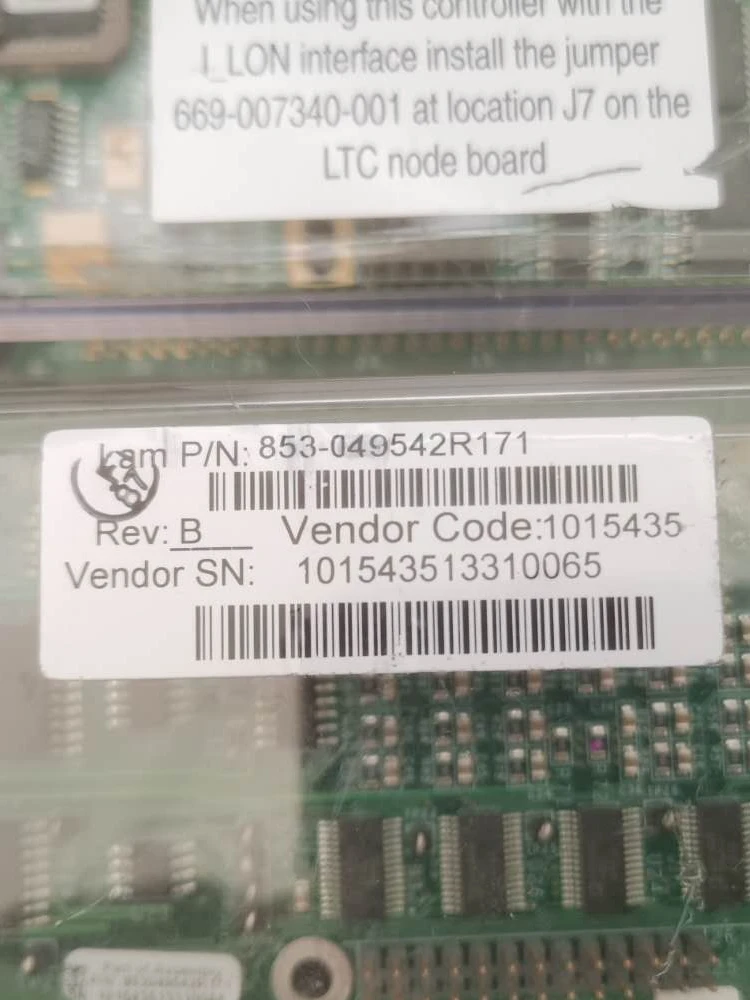 When using this controller with the
I_LON interface install the jumper
669-007340-001 at location J7 on the
LTC node board
Lam P/N: 853-049542R171
Rev: B Vendor Code:1015435
Vendor SN: 101543513310065